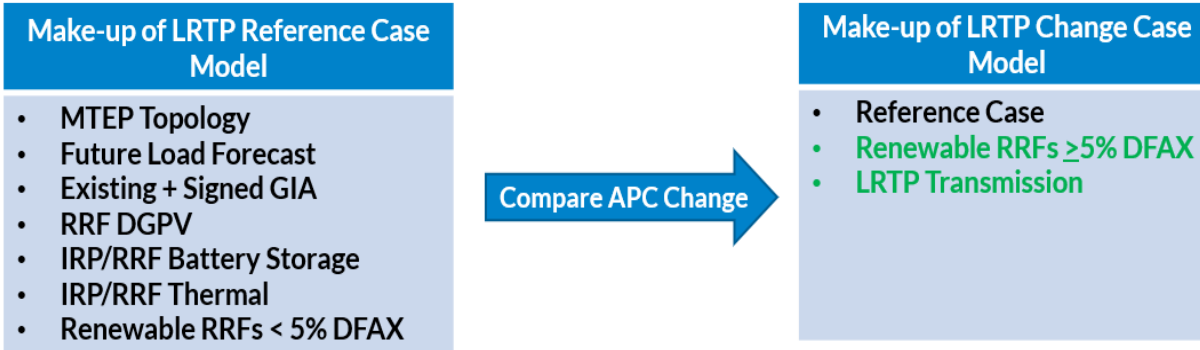 Make-up of LRTP Reference Case
Model
• MTEP Topology
• Future Load Forecast
• Existing + Signed GIA
• RRF DGPV
• IRP/RRF Battery Storage
• IRP/RRF Thermal
• Renewable RRFs < 5% DFAX
Compare APC Change
Make-up of LRTP Change Case
Model
• Reference Case
• Renewable RRFs ≥5% DFAX
• LRTP Transmission